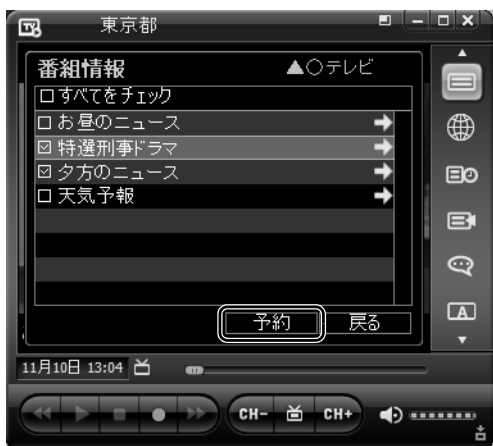 TV
東京都
番組情報 ▲○テレビ
すべてをチェック
お昼のニュース
特選刑事ドラマ
夕方のニュース
天気予報
予約 戻る
A
11月10日 13:04
CH- CH+